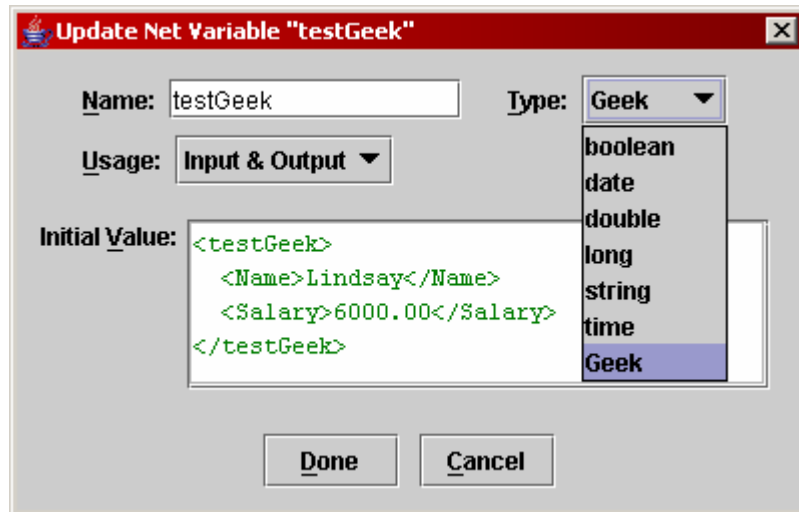 Update Net Variable "testGeek"
Name: testGeek
Type: Geek
Usage: Input & Output
boolean
date
double
long
string
time
Geek
Initial Value:
<testGeek>
<Name>Lindsay</Name>
<Salary>6000.00</Salary>
</testGeek>
Done
Cancel